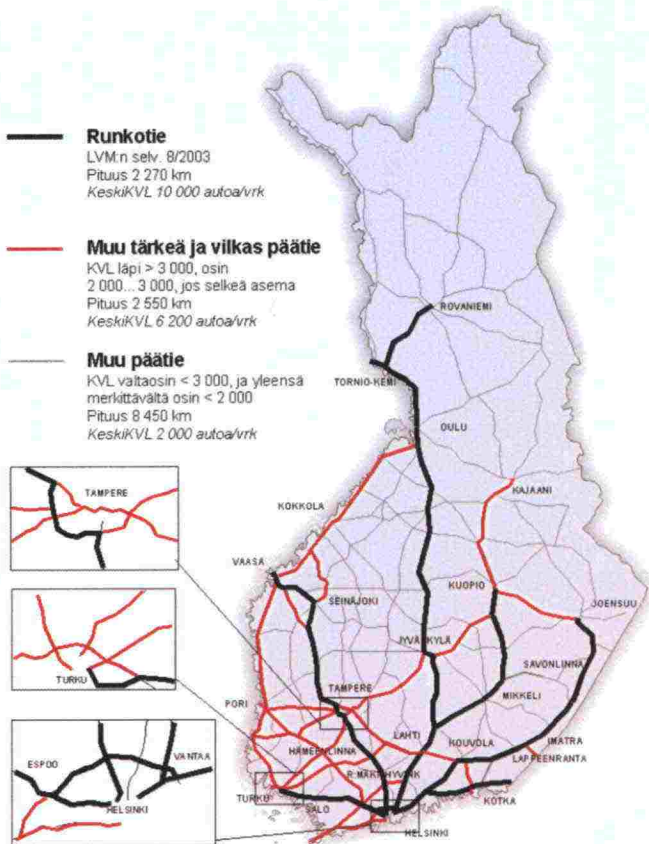 Runkotie
LVM:n selv. 8/2003
Pituus 2 270 km
KeskiKVL 10 000 autoa/vrk
Muu tärkeä ja vilkas päätie
KVL läpi > 3 000, osin
2 000... 3 000, jos selkeä asema
Pituus 2 550 km
KeskiKVL 6 200 autoa/vrk
Muu päätie
KVL valtaosin < 3 000, ja yleensä
merkittävältä osin < 2 000
Pituus 8 450 km
KeskiKVL 2 000 autoa/vrk
ROVANIEMI
TORNIO-KEMI
OULU
KAJAANI
KOKKOLA
VAASA
SEINÄJOKI
KUOPIO
JOENSUU
JYVÄSKYLÄ
SAVONLINNA
TAMPERE
MIKKELI
PORI
LAHTI
KOUVOLA
IMATRA
HÄMEENLINNA
LAPPEENRANTA
TURKU
SALO
KOTKA
HELSINKI
TAMPERE
TURKU
ESPOO
VANTAA
HELSINKI